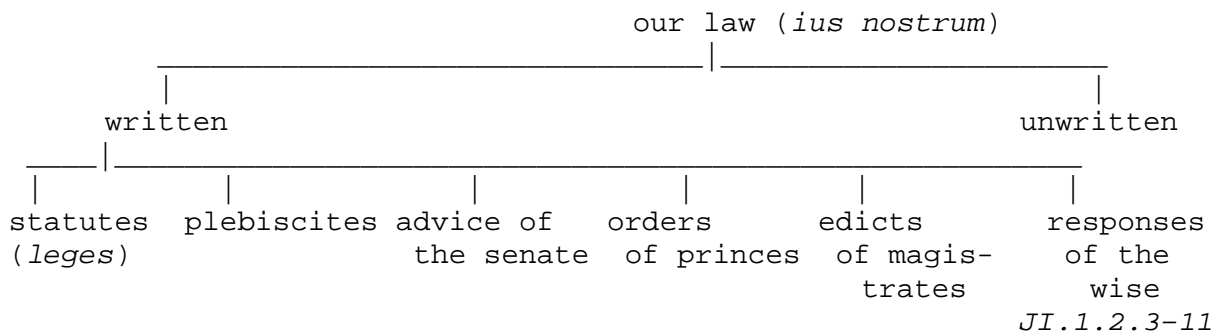 our law (ius nostrum)
written unwritten
statutes plebiscites advice of orders edicts responses
(leges) the senate of princes of magis- of the
trates wise
JI.1.2.3-11